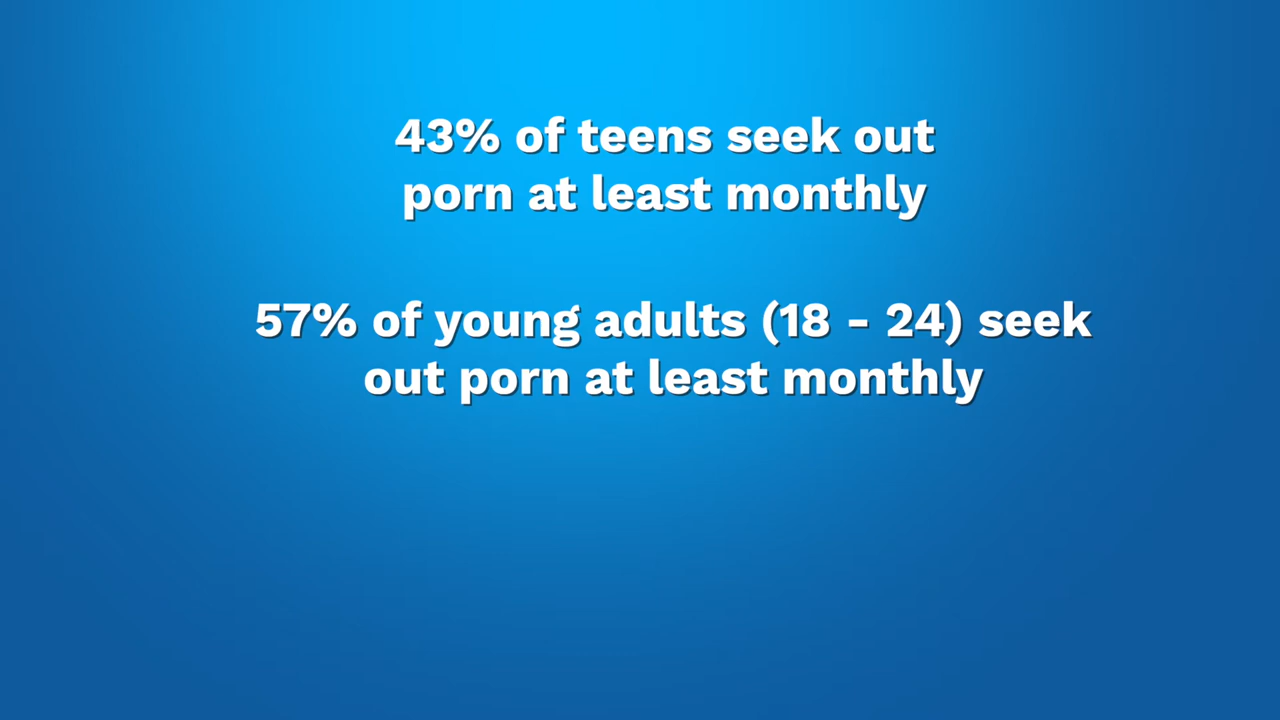 43% of teens seek out
porn at least monthly
57% of young adults (18 - 24) seek
out porn at least monthly